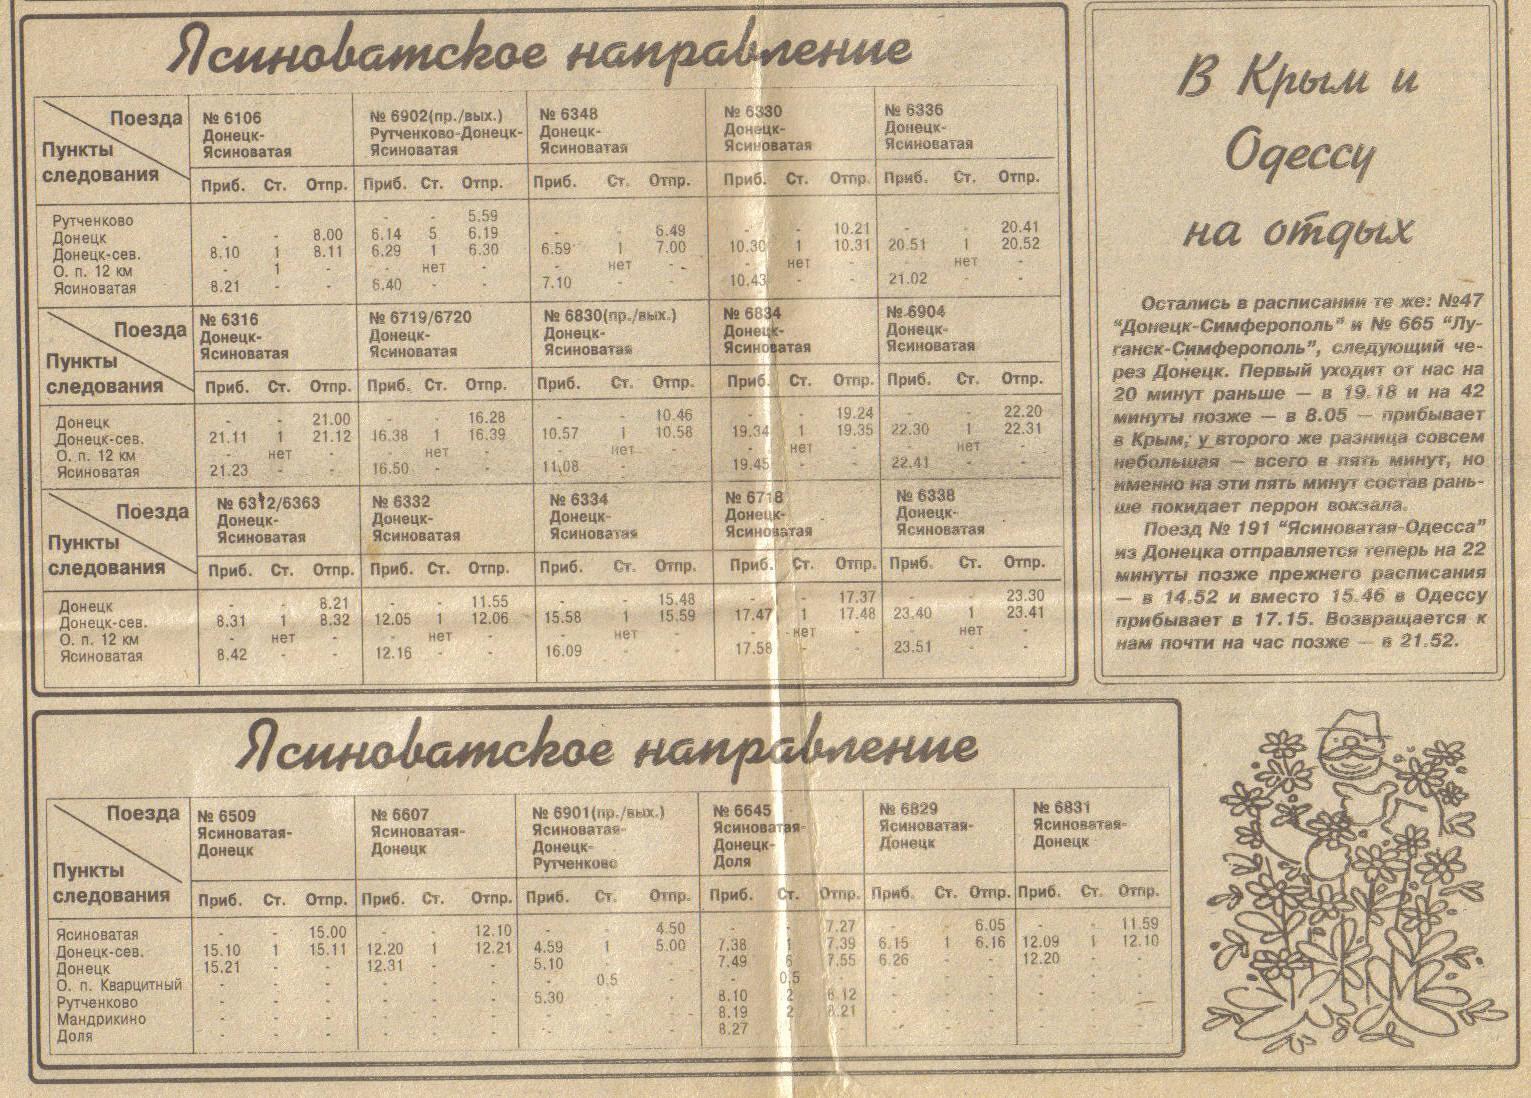 Ясиноватское направление
Поезда
Пункты
следования
№ 6106
Донецк-
Ясиноватая
№ 6902(пр./вых.)
Рутченково-Донецк-
Ясиноватая
№ 6348
Донецк-
Ясиноватая
№ 6330
Донецк-
Ясиноватая
№ 6336
Донецк-
Ясиноватая
Приб. Ст. Отпр. Приб. Ст. Отпр. Приб. Ст. Отпр. Приб. Ст. Отпр. Приб. Ст. Отпр.
Рутченково - - 5.59
Донецк - - 8.00 6.14 5 6.19 - - 6.49 - - 10.21 - - 20.41
Донецк-сев. 8.10 1 8.11 6.29 1 6.30 6.59 1 7.00 10.30 1 10.31 20.51 1 20.52
О. п. 12 км - 1 - нет - - нет - - - нет - - нет -
Ясиноватая 8.21 - - 6.40 - - 7.10 - - 10.43 - - 21.02 - -
Поезда
Пункты
следования
№ 6316
Донецк-
Ясиноватая
№ 6719/6720
Донецк-
Ясиноватая
№ 6830(пр./вых.)
Донецк-
Ясиноватая
№ 6834
Донецк-
Ясиноватая
№ 6904
Донецк-
Ясиноватая
Приб. Ст. Отпр. Приб. Ст. Отпр. Приб. Ст. Отпр. Приб. Ст. Отпр. Приб. Ст. Отпр.
Донецк - - 21.00 - - 16.28 - - 10.46 - - 19.24 - - 22.20
Донецк-сев. 21.11 1 21.12 16.38 1 16.39 10.57 1 10.58 19.34 1 19.35 22.30 1 22.31
О. п. 12 км - нет - - нет - - нет - - нет - - нет -
Ясиноватая 21.23 - - 16.50 - - 11.08 - - 19.45 - - 22.41 - -
Поезда
Пункты
следования
№ 6312/6363
Донецк-
Ясиноватая
№ 6332
Донецк-
Ясиноватая
№ 6334
Донецк-
Ясиноватая
№ 6718
Донецк-
Ясиноватая
№ 6338
Донецк-
Ясиноватая
Приб. Ст. Отпр. Приб. Ст. Отпр. Приб. Ст. Отпр. Приб. Ст. Отпр. Приб. Ст. Отпр.
Донецк - - 8.21 - - 11.55 - - 15.48 - - 17.37 - - 23.30
Донецк-сев. 8.31 1 8.32 12.05 1 12.06 15.58 1 15.59 17.47 1 17.48 23.40 1 23.41
О. п. 12 км - нет - - нет - - нет - - нет - - нет -
Ясиноватая 8.42 - - 12.16 - - 16.09 - - 17.58 - - 23.51 - -
В Крым и
Одессу
на отдых
Остались в расписании те же: №47
"Донецк-Симферополь" и № 665 "Лу-
ганск-Симферополь", следующий че-
рез Донецк. Первый уходит от нас на
20 минут раньше — в 19.18 и на 42
минуты позже — в 8.05 — прибывает
в Крым, у второго же разница совсем
небольшая — всего в пять минут, но
именно на эти пять минут состав рань-
ше покидает перрон вокзала.
Поезд № 191 "Ясиноватая-Одесса"
из Донецка отправляется теперь на 22
минуты позже прежнего расписания
— в 14.52 и вместо 15.46 в Одессу
прибывает в 17.15. Возвращается к
нам почти на час позже — в 21.52.
Ясиноватское направление
Поезда
Пункты
следования
№ 6509
Ясиноватая-
Донецк
№ 6607
Ясиноватая-
Донецк
№ 6901(пр./вых.)
Ясиноватая-
Донецк-
Рутченково
№ 6645
Ясиноватая-
Донецк-
Доля
№ 6829
Ясиноватая-
Донецк
№ 6831
Ясиноватая-
Донецк
Приб. Ст. Отпр. Приб. Ст. Отпр. Приб. Ст. Отпр. Приб. Ст. Отпр. Приб. Ст. Отпр. Приб. Ст. Отпр.
Ясиноватая - - 15.00 - - 12.10 - - 4.50 - - 7.27 - - 6.05 - - 11.59
Донецк-сев. 15.10 1 15.11 12.20 1 12.21 4.59 1 5.00 7.38 1 7.39 6.15 1 6.16 12.09 1 12.10
Донецк 15.21 - - 12.31 - - 5.10 - - 7.49 6 7.55 6.26 - - 12.20 - -
О. п. Кварцитный - - - - - - - 0.5 - - 0.5 - - - - - - -
Рутченково - - - - - - 5.30 - - 8.10 2 8.12 - - - - - -
Мандрикино - - - - - - - - - 8.19 2 8.21 - - - - - -
Доля - - - - - - - - - 8.27 - - - - - - -